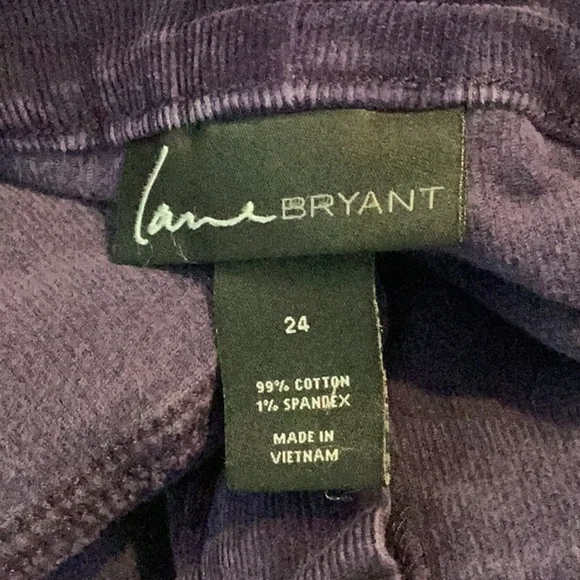 Lane BRYANT
24
99% COTTON
1% SPANDEX
MADE IN
VIETNAM